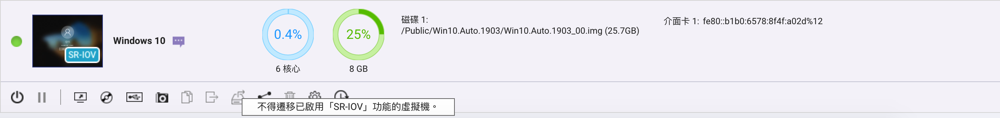 Windows 10
qvs
SR-IOV
0.4%
6 核心
25%
8 GB
磁碟 1:
/Public/Win10.Auto.1903/Win10.Auto.1903_00.img (25.7GB)
介面卡 1: fe80::b1b0:6578:8f4f:a02d%12
不得遷移已啟用「SR-IOV」功能的虛擬機。